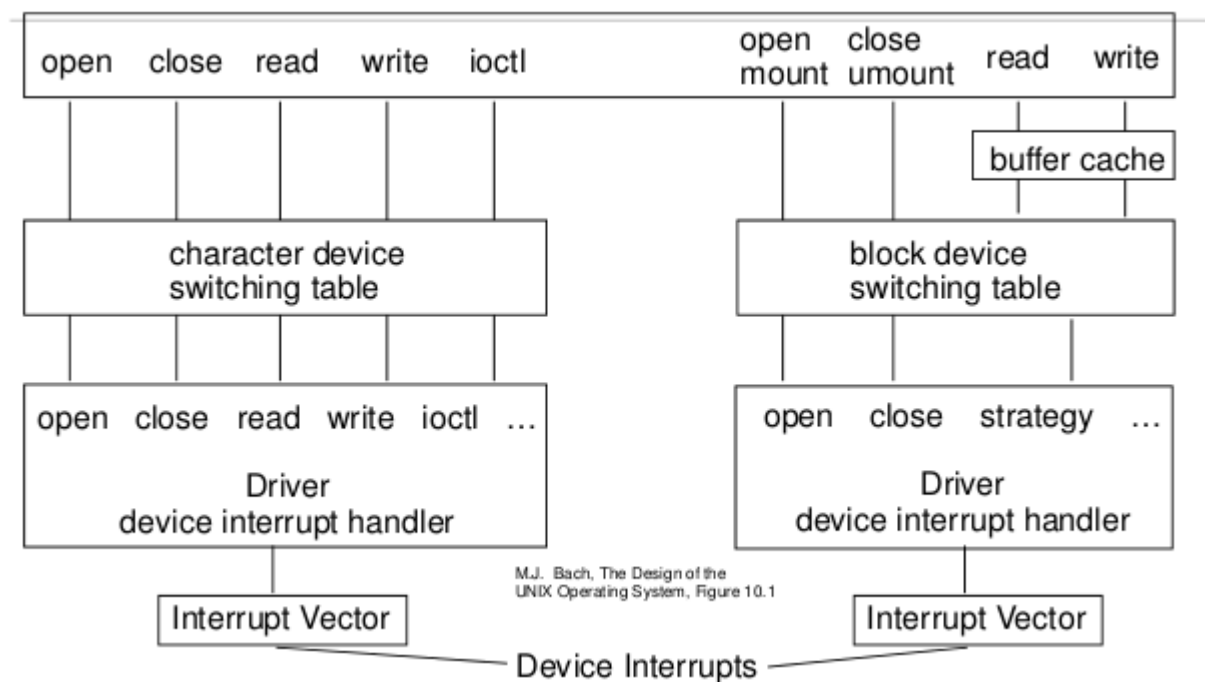 open close read write ioctl
open close read write
mount umount
buffer cache
character device
switching table
block device
switching table
open close read write ioctl ...
Driver
device interrupt handler
open close strategy ...
Driver
device interrupt handler
M.J. Bach, The Design of the
UNIX Operating System, Figure 10.1
Interrupt Vector
Interrupt Vector
Device Interrupts